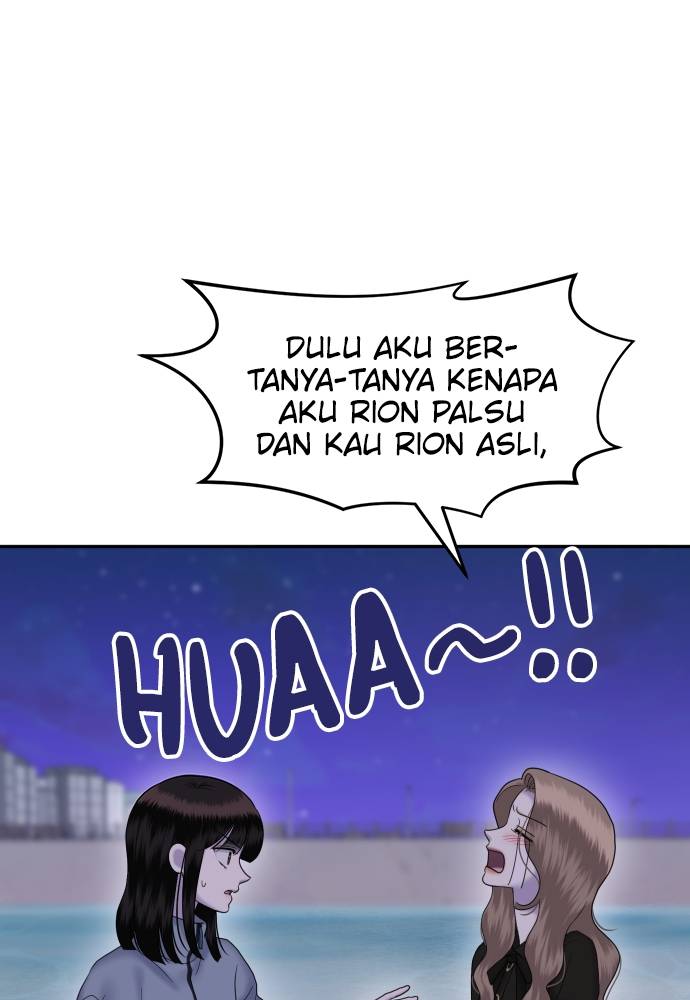 DULU AKU BER-
TANYA-TANYA KENAPA
AKU RION PALSU
DAN KAU RION ASLI,
HUAA~!!